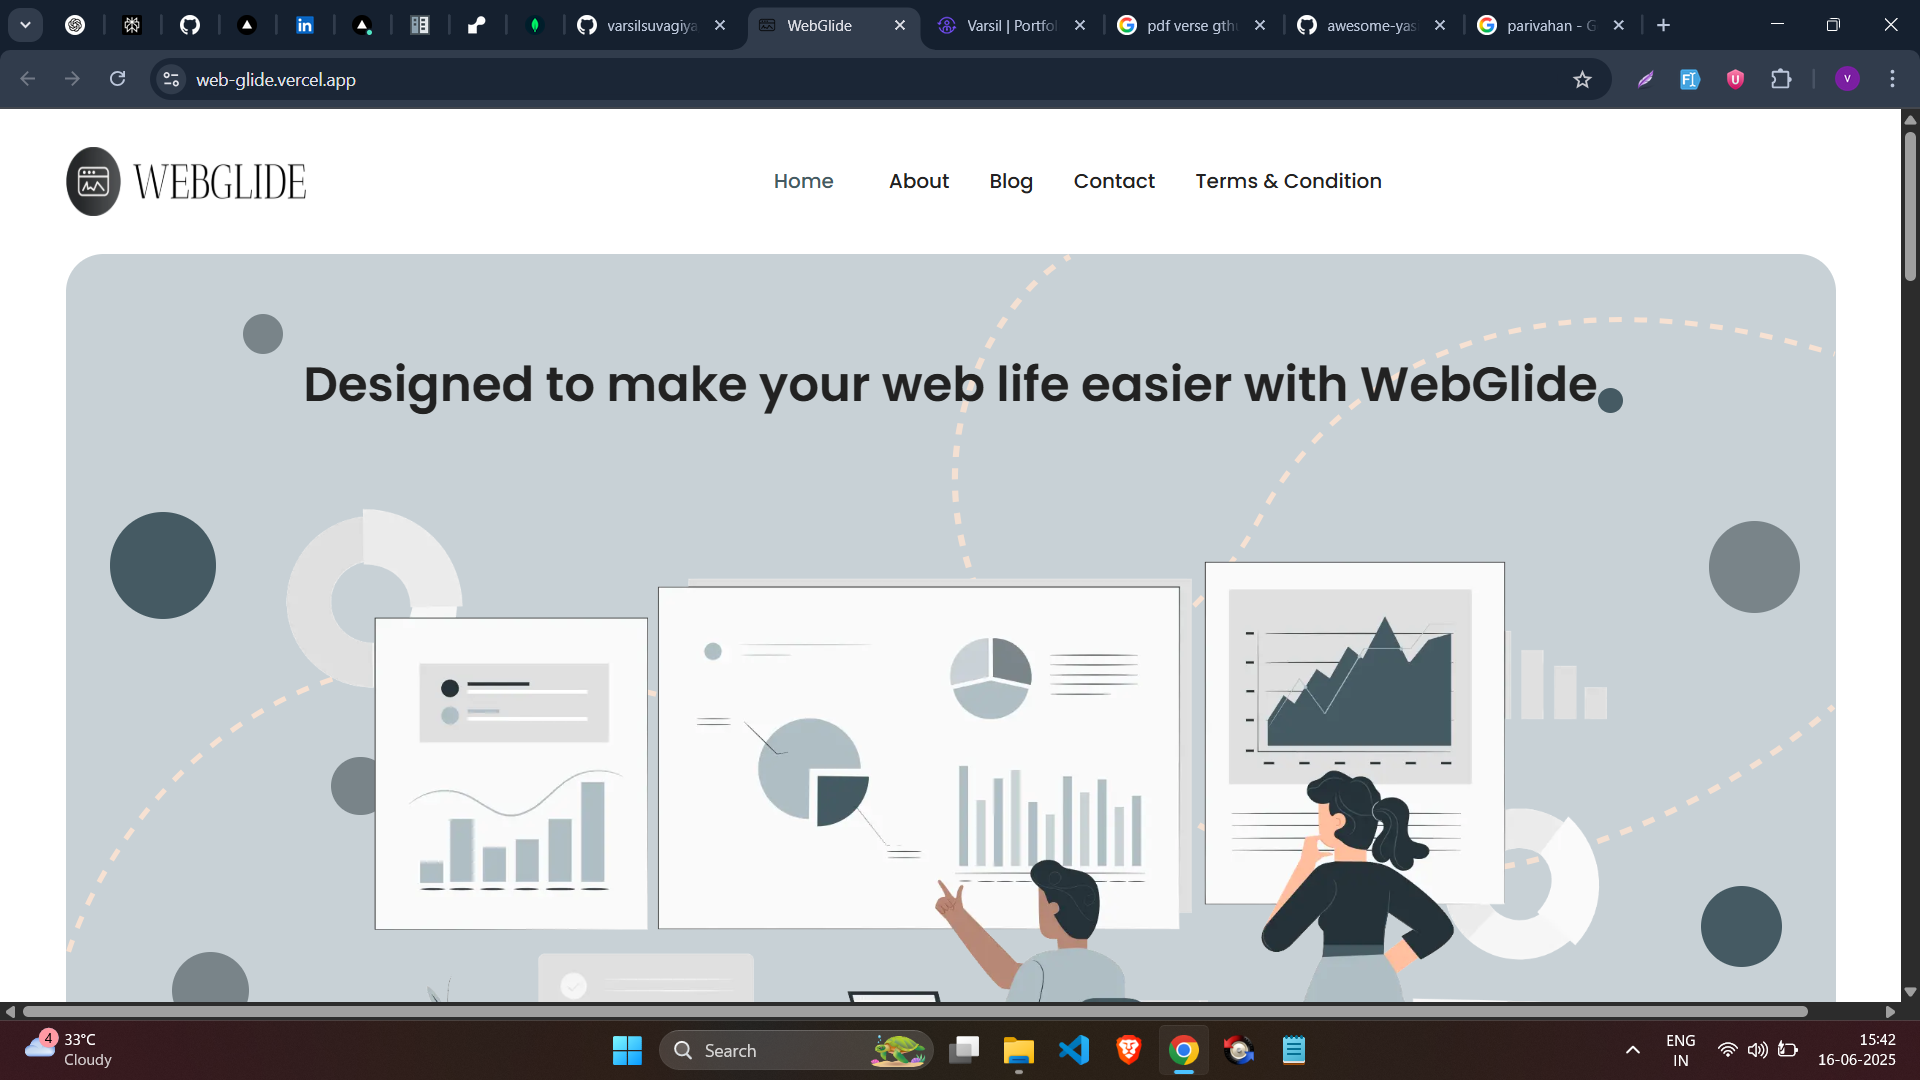 varsilsuvagiya
WebGlide
Varsil | Portfol
pdf verse gth
awesome-yas
parivahan - G
web-glide.vercel.app
WEBGLIDE
Home
About
Blog
Contact
Terms & Condition
Designed to make your web life easier with WebGlide
4
33°C
Cloudy
Search
ENG
IN
15:42
16-06-2025